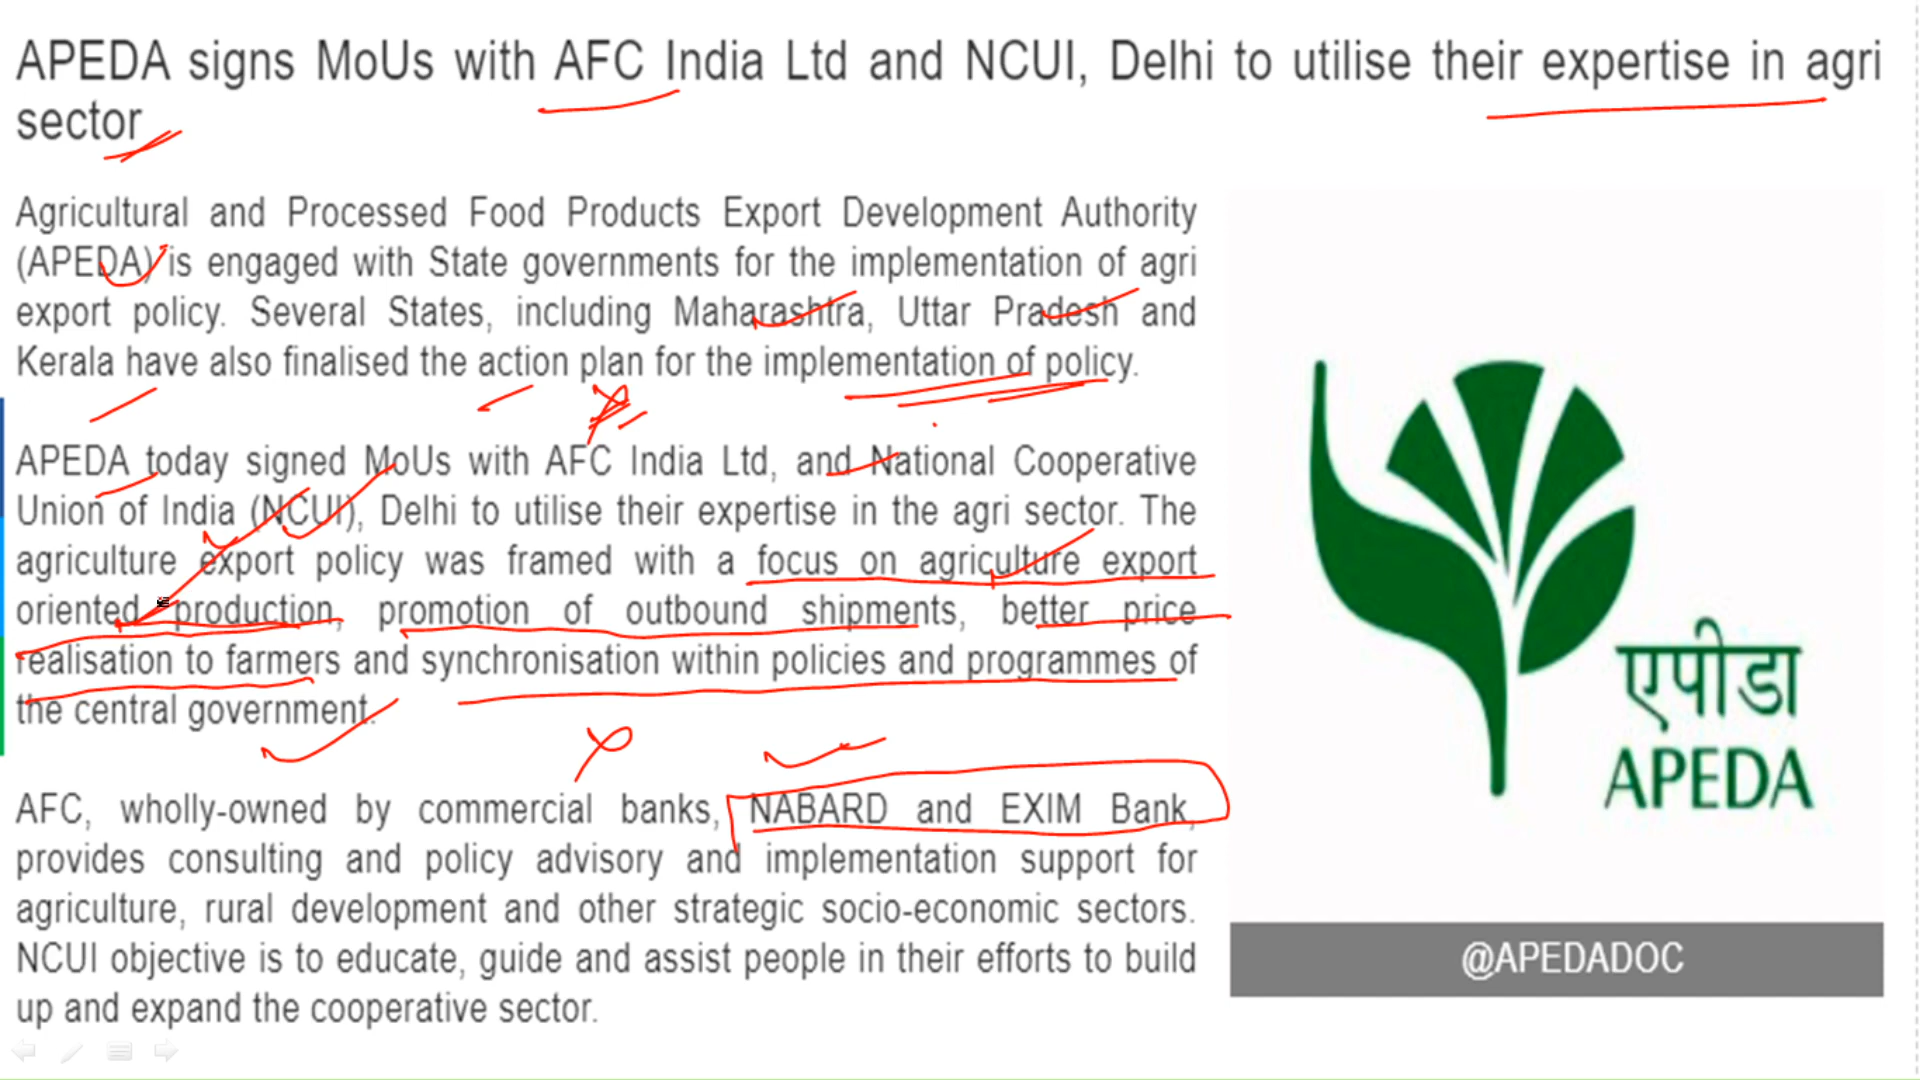 APEDA signs MoUs with AFC India Ltd and NCUI, Delhi to utilise their expertise in agri
sector
Agricultural and Processed Food Products Export Development Authority
(APEDA) is engaged with State governments for the implementation of agri
export policy. Several States, including Maharashtra, Uttar Pradesh and
Kerala have also finalised the action plan for the implementation of policy.
APEDA today signed MoUs with AFC India Ltd, and National Cooperative
Union of India (NCUI), Delhi to utilise their expertise in the agri sector. The
agriculture export policy was framed with a focus on agriculture export
oriented production, promotion of outbound shipments, better price
realisation to farmers and synchronisation within policies and programmes of
the central government.
AFC, wholly-owned by commercial banks, NABARD and EXIM Bank,
provides consulting and policy advisory and implementation support for
agriculture, rural development and other strategic socio-economic sectors.
NCUI objective is to educate, guide and assist people in their efforts to build
up and expand the cooperative sector.
एपीडा
APEDA
@APEDADOC